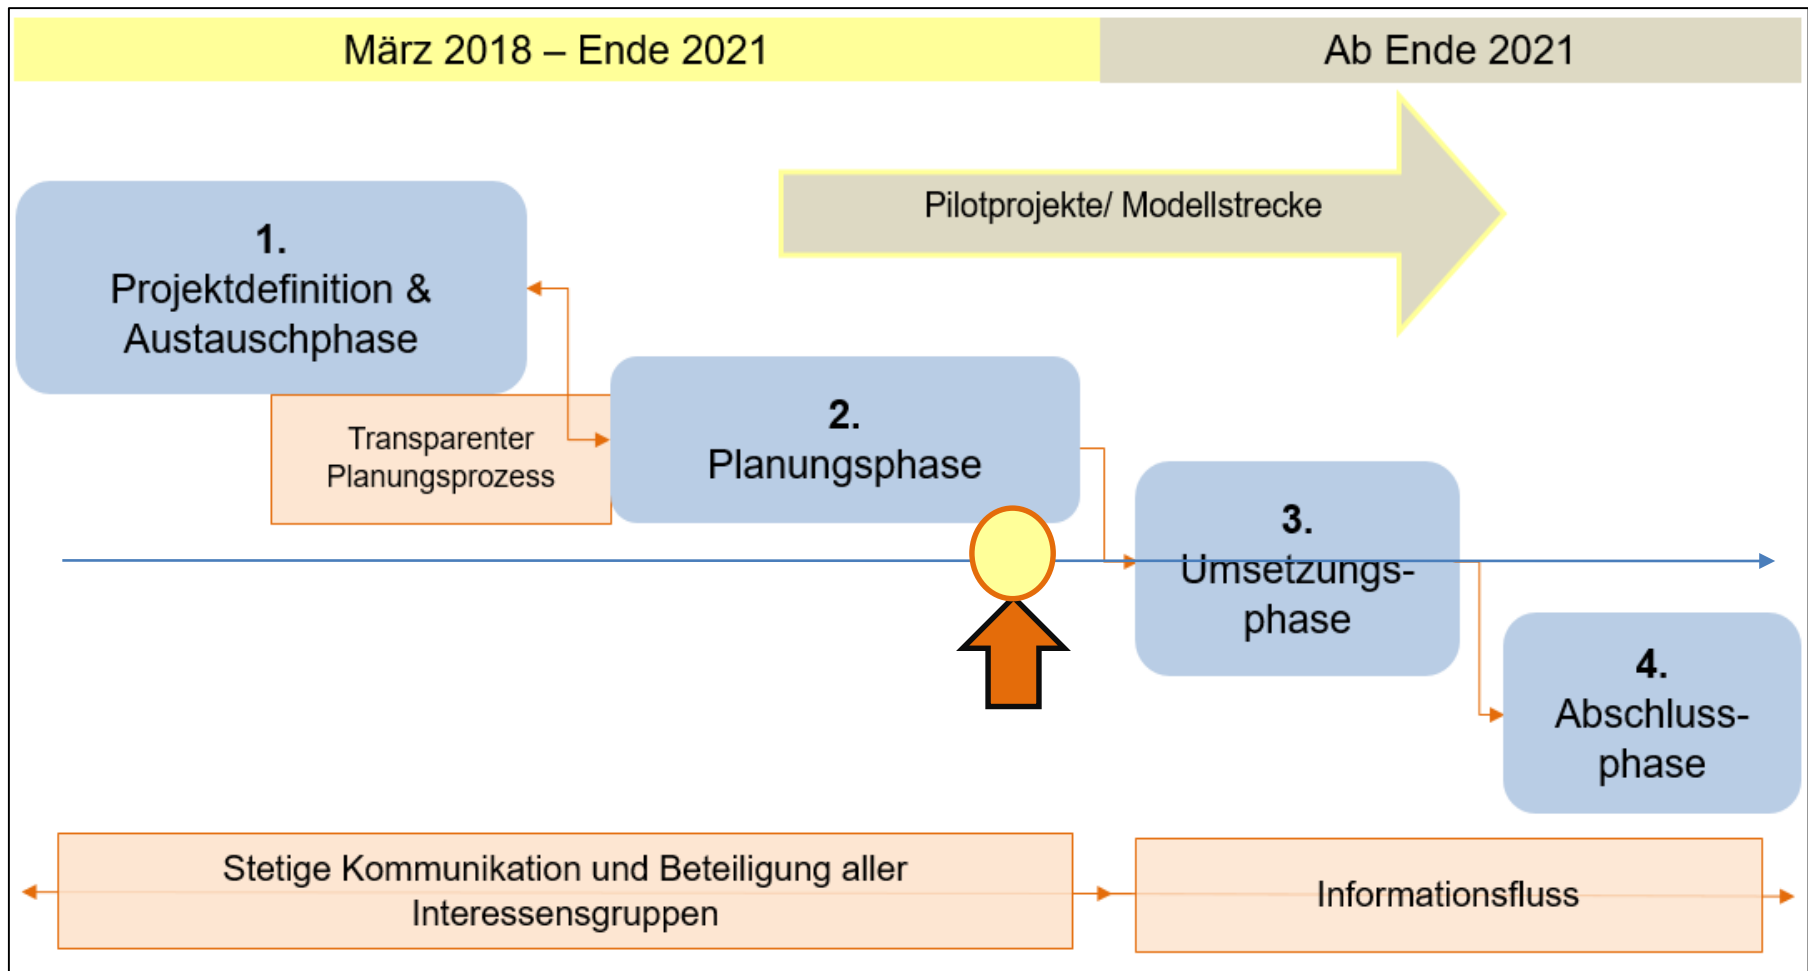 März 2018 – Ende 2021
Ab Ende 2021
Pilotprojekte/ Modellstrecke
1.
Projektdefinition &
Austauschphase
Transparenter
Planungsprozess
2.
Planungsphase
3.
Umsetzungs-
phase
4.
Abschluss-
phase
Stetige Kommunikation und Beteiligung aller
Interessensgruppen
Informationsfluss